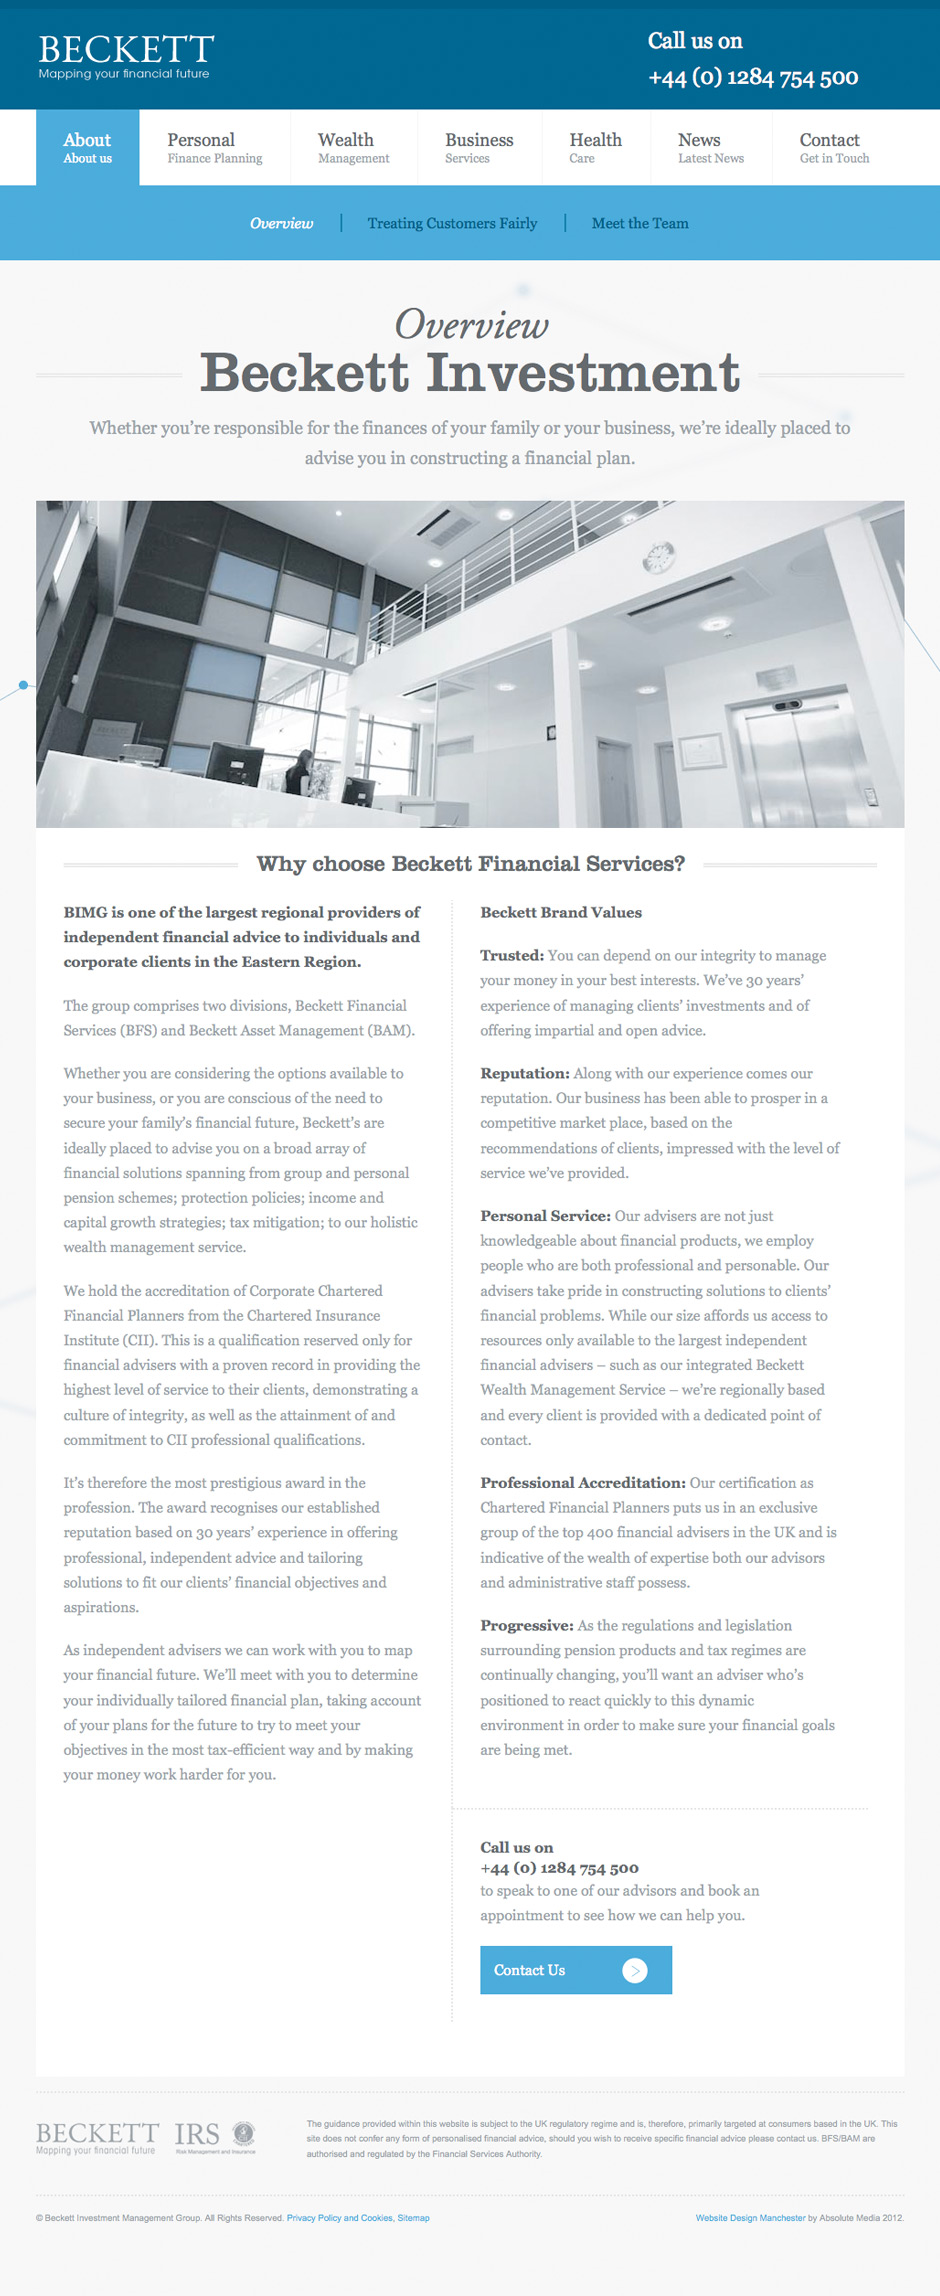 BECKETT
Mapping your financial future
Call us on
+44 (0) 1284 754 500
About
About us
Personal
Finance Planning
Wealth
Management
Business
Services
Health
Care
News
Latest News
Contact
Get in Touch
Overview
Treating Customers Fairly
Meet the Team
Overview
Beckett Investment
Whether you're responsible for the finances of your family or your business, we're ideally placed to
advise you in constructing a financial plan.
Why choose Beckett Financial Services?
BIMG is one of the largest regional providers of
independent financial advice to individuals and
corporate clients in the Eastern Region.
The group comprises two divisions, Beckett Financial
Services (BFS) and Beckett Asset Management (BAM).
Whether you are considering the options available to
your business, or you are conscious of the need to
secure your family's financial future, Beckett's are
ideally placed to advise you on a broad array of
financial solutions spanning from group and personal
pension schemes; protection policies; income and
capital growth strategies; tax mitigation; to our holistic
wealth management service.
We hold the accreditation of Corporate Chartered
Financial Planners from the Chartered Insurance
Institute (CII). This is a qualification reserved only for
financial advisers with a proven record in providing the
highest level of service to their clients, demonstrating a
culture of integrity, as well as the attainment of and
commitment to CII professional qualifications.
It's therefore the most prestigious award in the
profession. The award recognises our established
reputation based on 30 years' experience in offering
professional, independent advice and tailoring
solutions to fit our clients' financial objectives and
aspirations.
As independent advisers we can work with you to map
your financial future. We'll meet with you to determine
your individually tailored financial plan, taking account
of your plans for the future to try to meet your
objectives in the most tax-efficient way and by making
your money work harder for you.
Beckett Brand Values
Trusted: You can depend on our integrity to manage
your money in your best interests. We've 30 years'
experience of managing clients' investments and of
offering impartial and open advice.
Reputation: Along with our experience comes our
reputation. Our business has been able to prosper in a
competitive market place, based on the
recommendations of clients, impressed with the level of
service we've provided.
Personal Service: Our advisers are not just
knowledgeable about financial products, we employ
people who are both professional and personable. Our
advisers take pride in constructing solutions to clients'
financial problems. While our size affords us access to
resources only available to the largest independent
financial advisers – such as our integrated Beckett
Wealth Management Service – we're regionally based
and every client is provided with a dedicated point of
contact.
Professional Accreditation: Our certification as
Chartered Financial Planners puts us in an exclusive
group of the top 400 financial advisers in the UK and is
indicative of the wealth of expertise both our advisors
and administrative staff possess.
Progressive: As the regulations and legislation
surrounding pension products and tax regimes are
continually changing, you'll want an adviser who's
positioned to react quickly to this dynamic
environment in order to make sure your financial goals
are being met.
Call us on
+44 (0) 1284 754 500
to speak to one of our advisors and book an
appointment to see how we can help you.
Contact Us
BECKETT
Mapping your financial future
IRS
Risk Management and Insurance
The guidance provided within this website is subject to the UK regulatory regime and is, therefore, primarily targeted at consumers based in the UK. This
site does not confer any form of personalised financial advice, should you wish to receive specific financial advice please contact us. BFS/BAM are
authorised and regulated by the Financial Services Authority.
© Beckett Investment Management Group. All Rights Reserved. Privacy Policy and Cookies, Sitemap
Website Design Manchester by Absolute Media 2012.